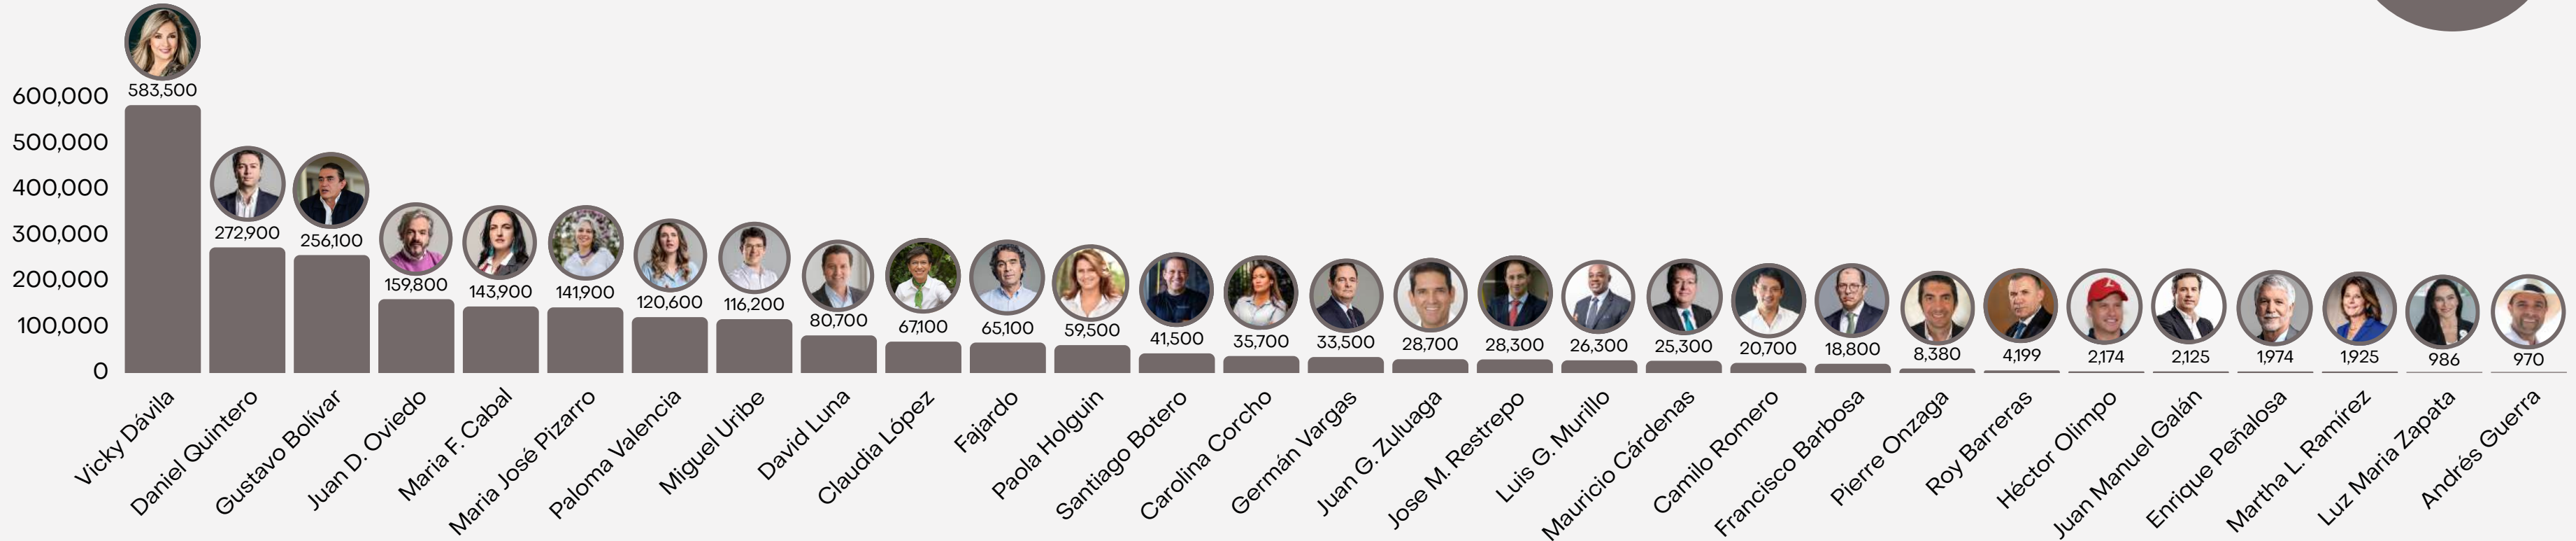 600,000
500,000
400,000
300,000
200,000
100,000
0
583,500
272,900
256,100
159,800
143,900
141,900
120,600
116,200
80,700
67,100
65,100
59,500
41,500
35,700
33,500
28,700
28,300
26,300
25,300
20,700
18,800
8,380
4,199
2,174
2,125
1,974
1,925
986
970
Vicky Dávila
Daniel Quintero
Gustavo Bolívar
Juan D. Oviedo
Maria F. Cabal
Maria José Pizarro
Paloma Valencia
Miguel Uribe
David Luna
Claudia López
Fajardo
Paola Holguin
Santiago Botero
Carolina Corcho
Germán Vargas
Juan G. Zuluaga
Jose M. Restrepo
Luis G. Murillo
Mauricio Cárdenas
Camilo Romero
Francisco Barbosa
Pierre Onzaga
Roy Barreras
Héctor Olimpo
Juan Manuel Galán
Enrique Peñalosa
Martha L. Ramírez
Luz Maria Zapata
Andrés Guerra